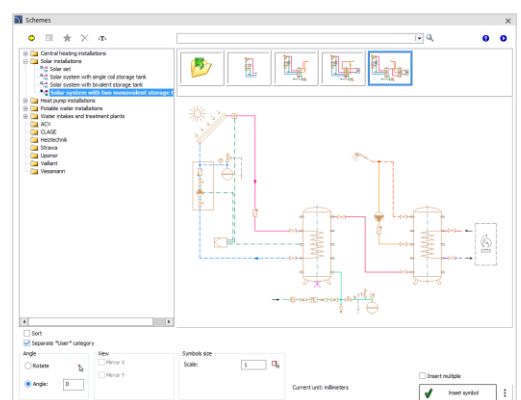 Schemes
-T-
Central heating installations
Solar installations
Solar set
Solar system with single coil storage tank
Solar system with bivalent storage tank
Solar system with two monovalent storage t
Heat pump installations
Potable water installations
Water intakes and treatment plants
ACV
CLAGE
Heiztechnik
Strawa
Uponor
Vaillant
Viessmann
Sort
Separate "User" category
Angle
Rotate
Angle:
0
View
Mirror X
Mirror Y
Symbols size
Scale:
1
Current unit: milimeters
Insert multiple
Insert symbol